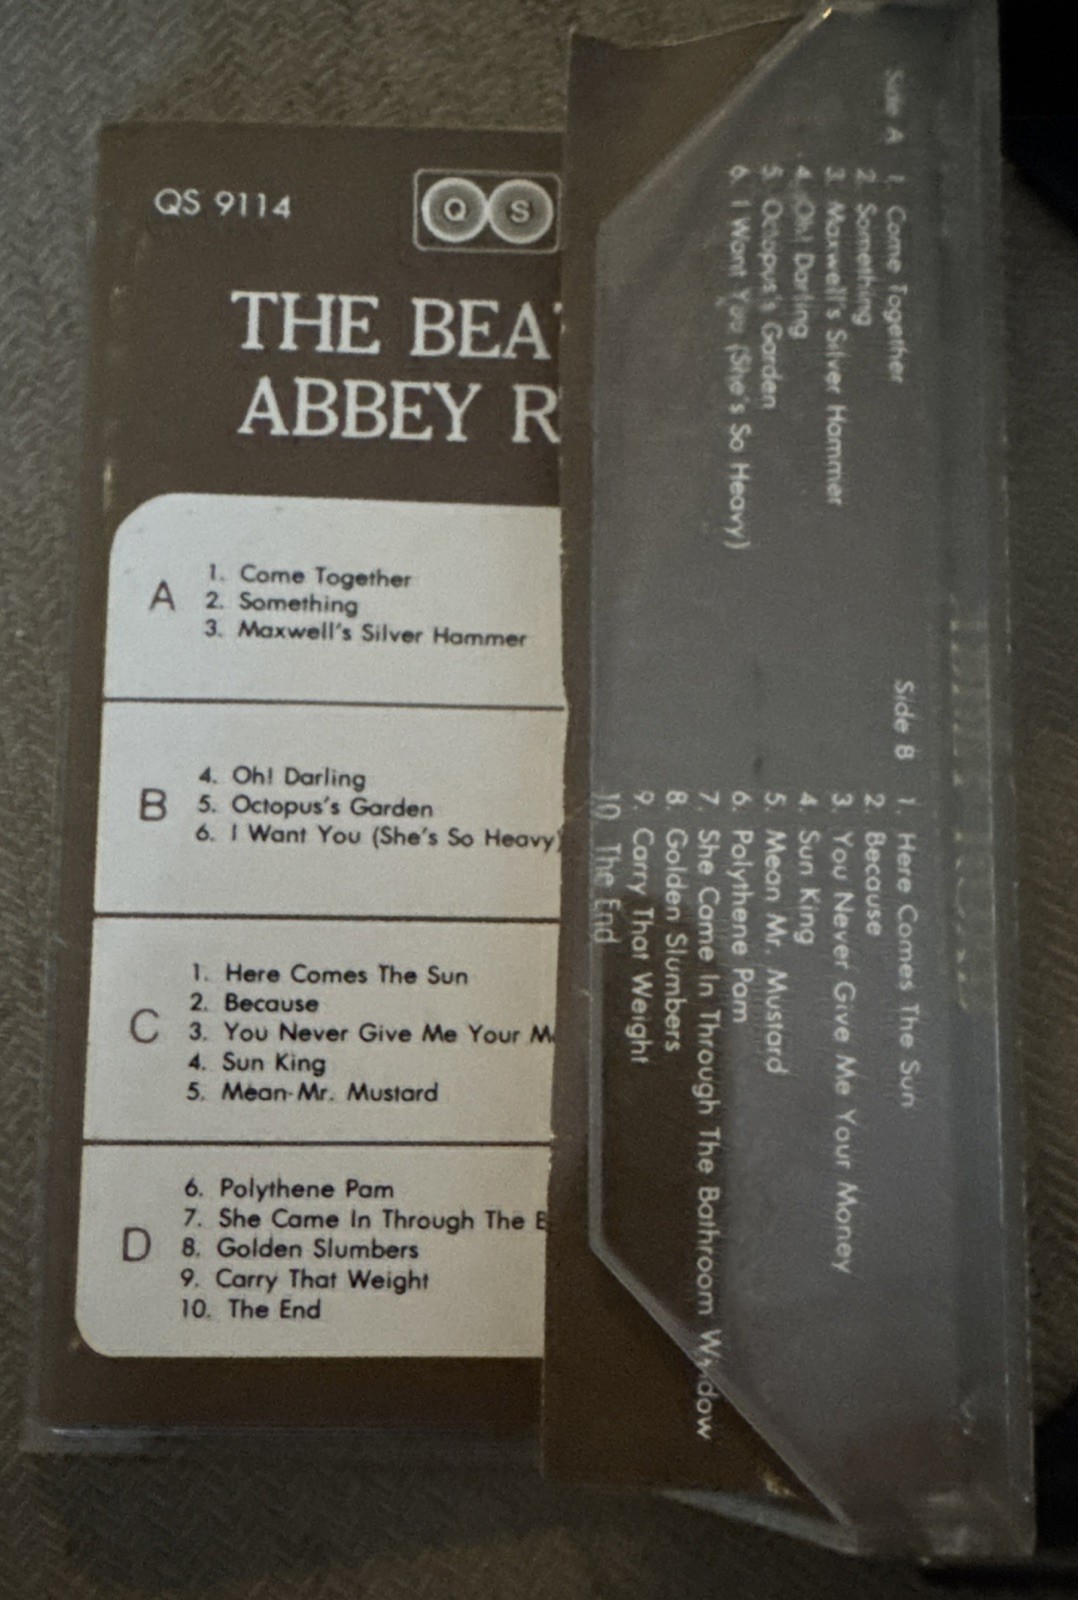 QS 9114
Q S
THE BEA
ABBEY R
A
1. Come Together
2. Something
3. Maxwell's Silver Hammer
B
4. Oh! Darling
5. Octopus's Garden
6. I Want You (She's So Heavy)
C
1. Here Comes The Sun
2. Because
3. You Never Give Me Your M
4. Sun King
5. Mean Mr. Mustard
D
6. Polythene Pam
7. She Came In Through The B
8. Golden Slumbers
9. Carry That Weight
10. The End
Side A
1. Come Together
2. Something
3. Maxwell's Silver Hammer
4. Oh! Darling
5. Octopus's Garden
6. I Want You (She's So Heavy)
Side B
1. Here Comes The Sun
2. Because
3. You Never Give Me Your Money
4. Sun King
5. Mean Mr. Mustard
6. Polythene Pam
7. She Came In Through The Bathroom Window
8. Golden Slumbers
9. Carry That Weight
10. The End